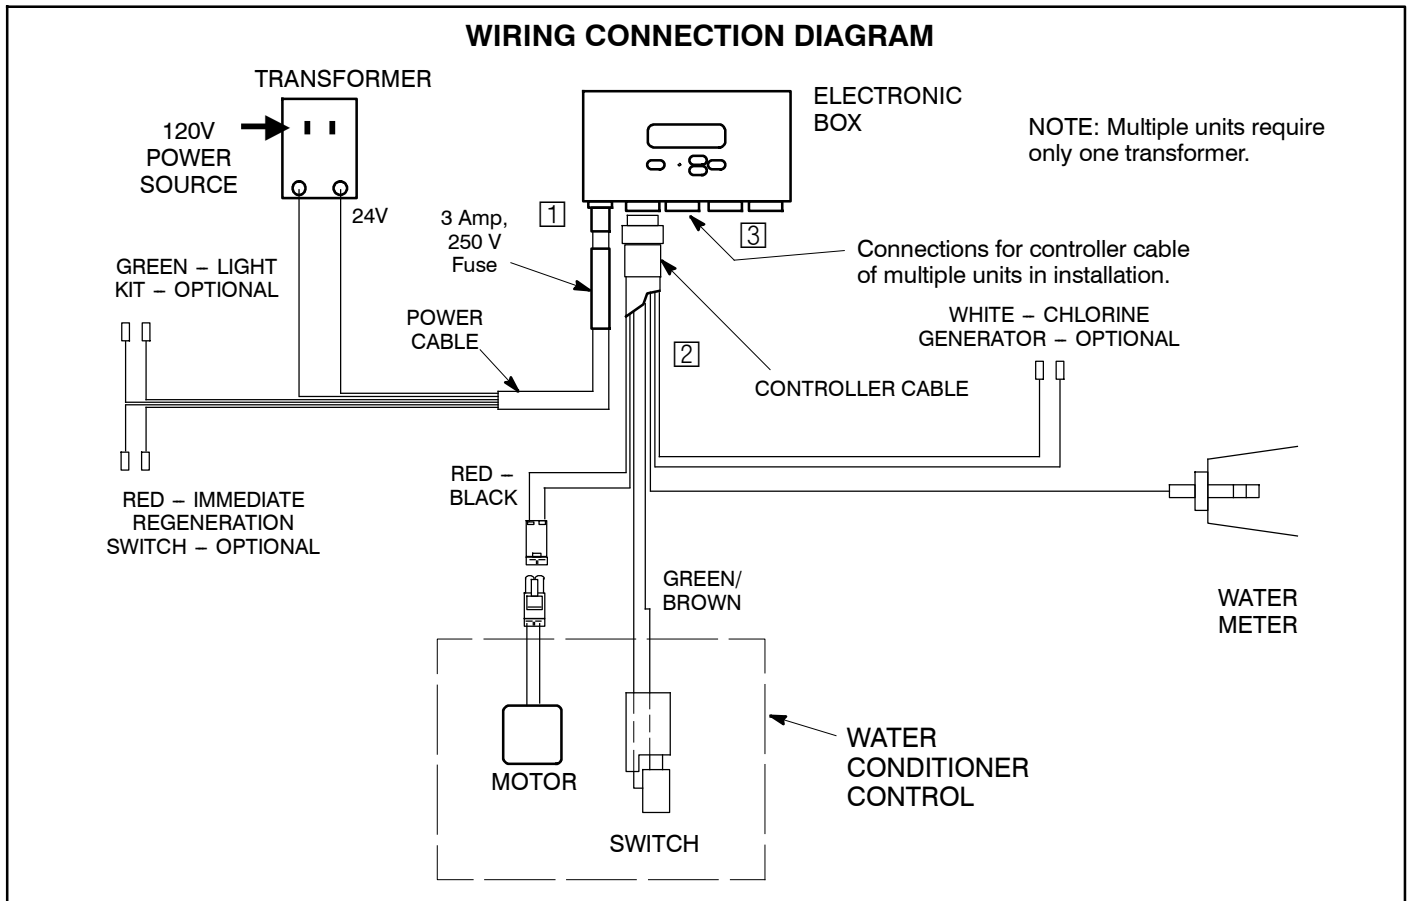 WIRING CONNECTION DIAGRAM
TRANSFORMER
120V
POWER
SOURCE
24V
ELECTRONIC
BOX
NOTE: Multiple units require
only one transformer.
1
3 Amp,
250 V
Fuse
3
Connections for controller cable
of multiple units in installation.
GREEN – LIGHT
KIT – OPTIONAL
POWER
CABLE
2
CONTROLLER CABLE
WHITE – CHLORINE
GENERATOR – OPTIONAL
RED – IMMEDIATE
REGENERATION
SWITCH – OPTIONAL
RED –
BLACK
GREEN/
BROWN
WATER
METER
MOTOR
SWITCH
WATER
CONDITIONER
CONTROL